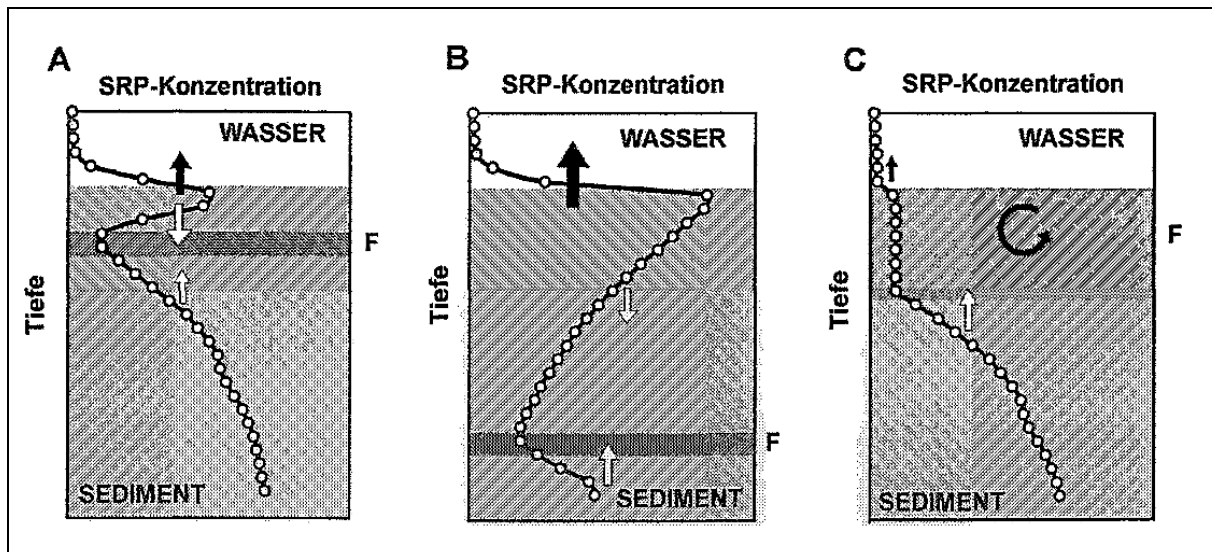 A
SRP-Konzentration
WASSER
F
Tiefe
SEDIMENT
B
SRP-Konzentration
WASSER
Tiefe
F
SEDIMENT
C
SRP-Konzentration
WASSER
F
Tiefe
SEDIMENT